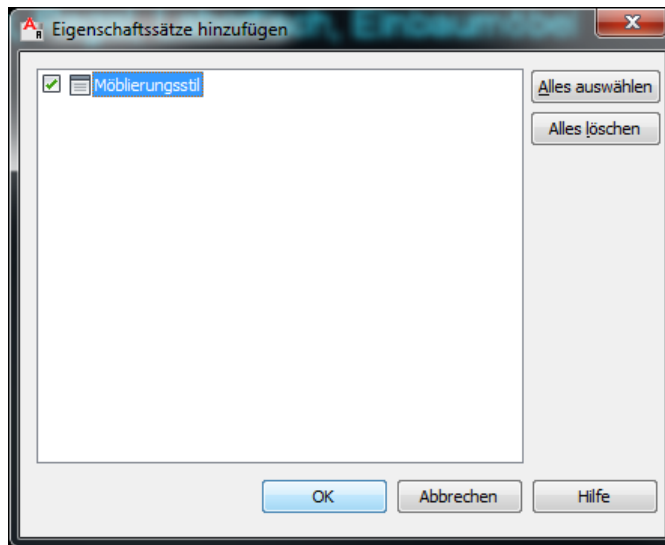 Eigenschaftssätze hinzufügen
Möblierungsstil
Alles auswählen
Alles löschen
OK
Abbrechen
Hilfe